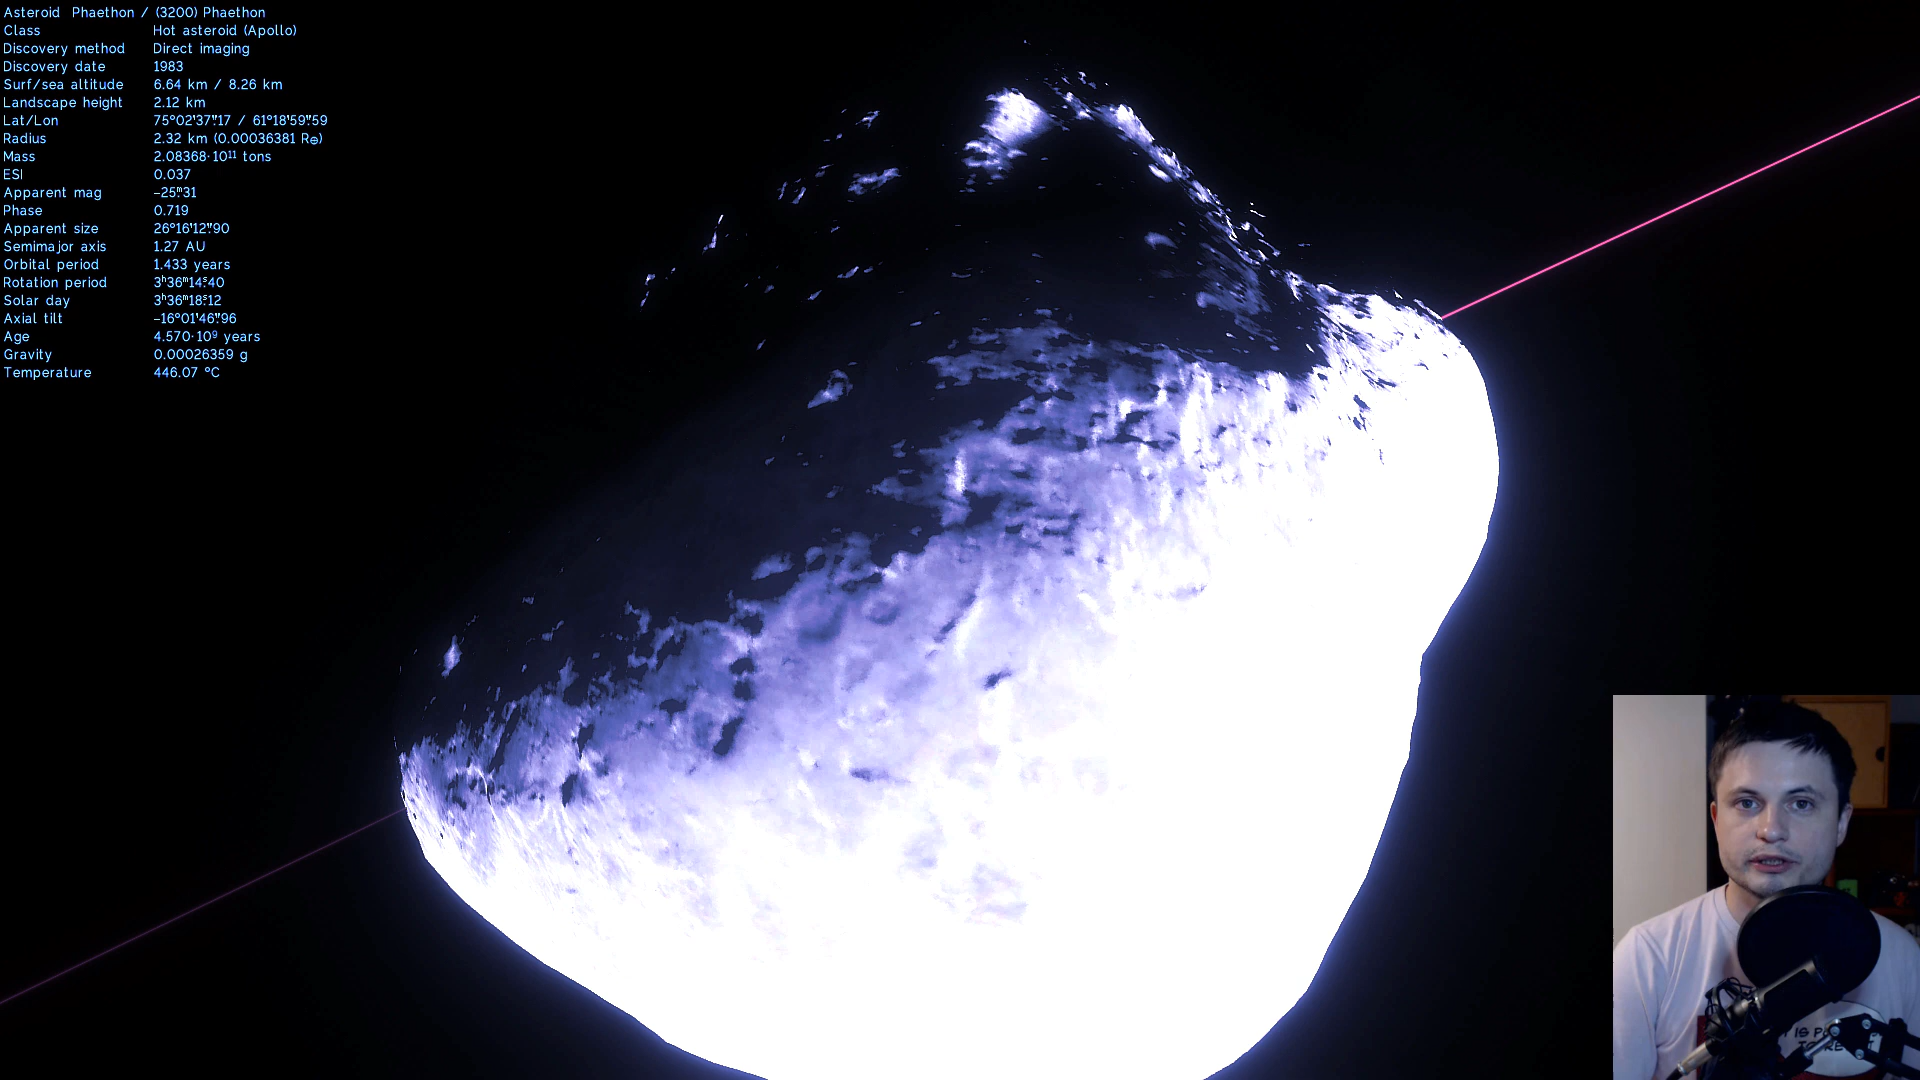 Asteroid Phaethon / (3200) Phaethon
Class Hot asteroid (Apollo)
Discovery method Direct imaging
Discovery date 1983
Surf/sea altitude 6.64 km / 8.26 km
Landscape height 2.12 km
Lat/Lon 75°02'37"17 / 61°18'59"59
Radius 2.32 km (0.00036381 R⊕)
Mass 2.08368·10¹¹ tons
ESI 0.037
Apparent mag −25ᵐ31
Phase 0.719
Apparent size 26°16'12"90
Semimajor axis 1.27 AU
Orbital period 1.433 years
Rotation period 3ʰ36ᵐ14ˢ40
Solar day 3ʰ36ᵐ18ˢ12
Axial tilt −16°01'46"96
Age 4.570·10⁹ years
Gravity 0.00026359 g
Temperature 446.07 °C